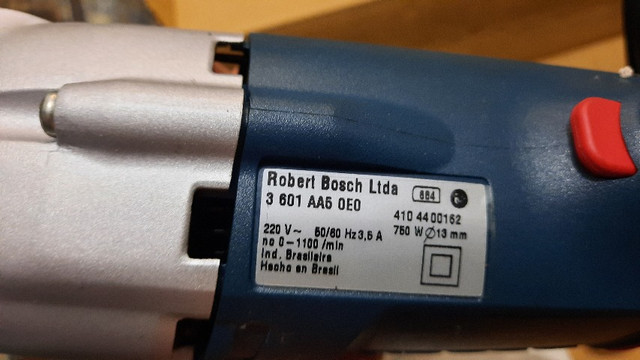 Robert Bosch Ltda 664
3 601 AA5 0E0
410 4400162
220 V~ 50/60 Hz 3,5 A 750 W ∅13 mm
no 0-1100 /min
Ind. Brasileira
Hecho en Brasil